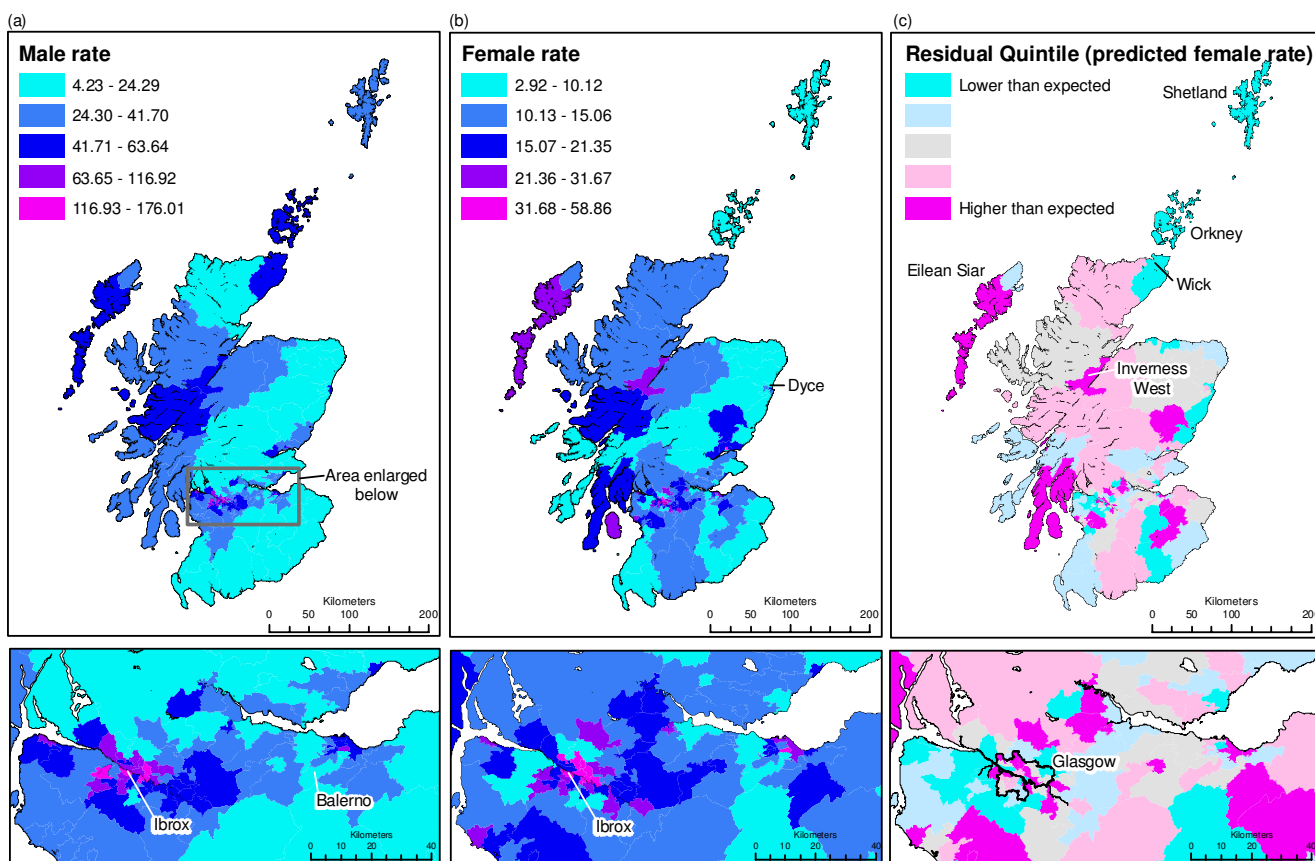 (a)
Male rate
4.23 - 24.29
24.30 - 41.70
41.71 - 63.64
63.65 - 116.92
116.93 - 176.01
Area enlarged
below
Kilometers
0 50 100 200
(b)
Female rate
2.92 - 10.12
10.13 - 15.06
15.07 - 21.35
21.36 - 31.67
31.68 - 58.86
Dyce
Kilometers
0 50 100 200
(c)
Residual Quintile (predicted female rate)
Lower than expected
Higher than expected
Shetland
Orkney
Eilean Siar
Wick
Inverness
West
Kilometers
0 50 100 200
Ibrox
Balerno
Kilometers
0 20 40
Ibrox
Kilometers
0 20 40
Glasgow
Kilometers
0 20 40